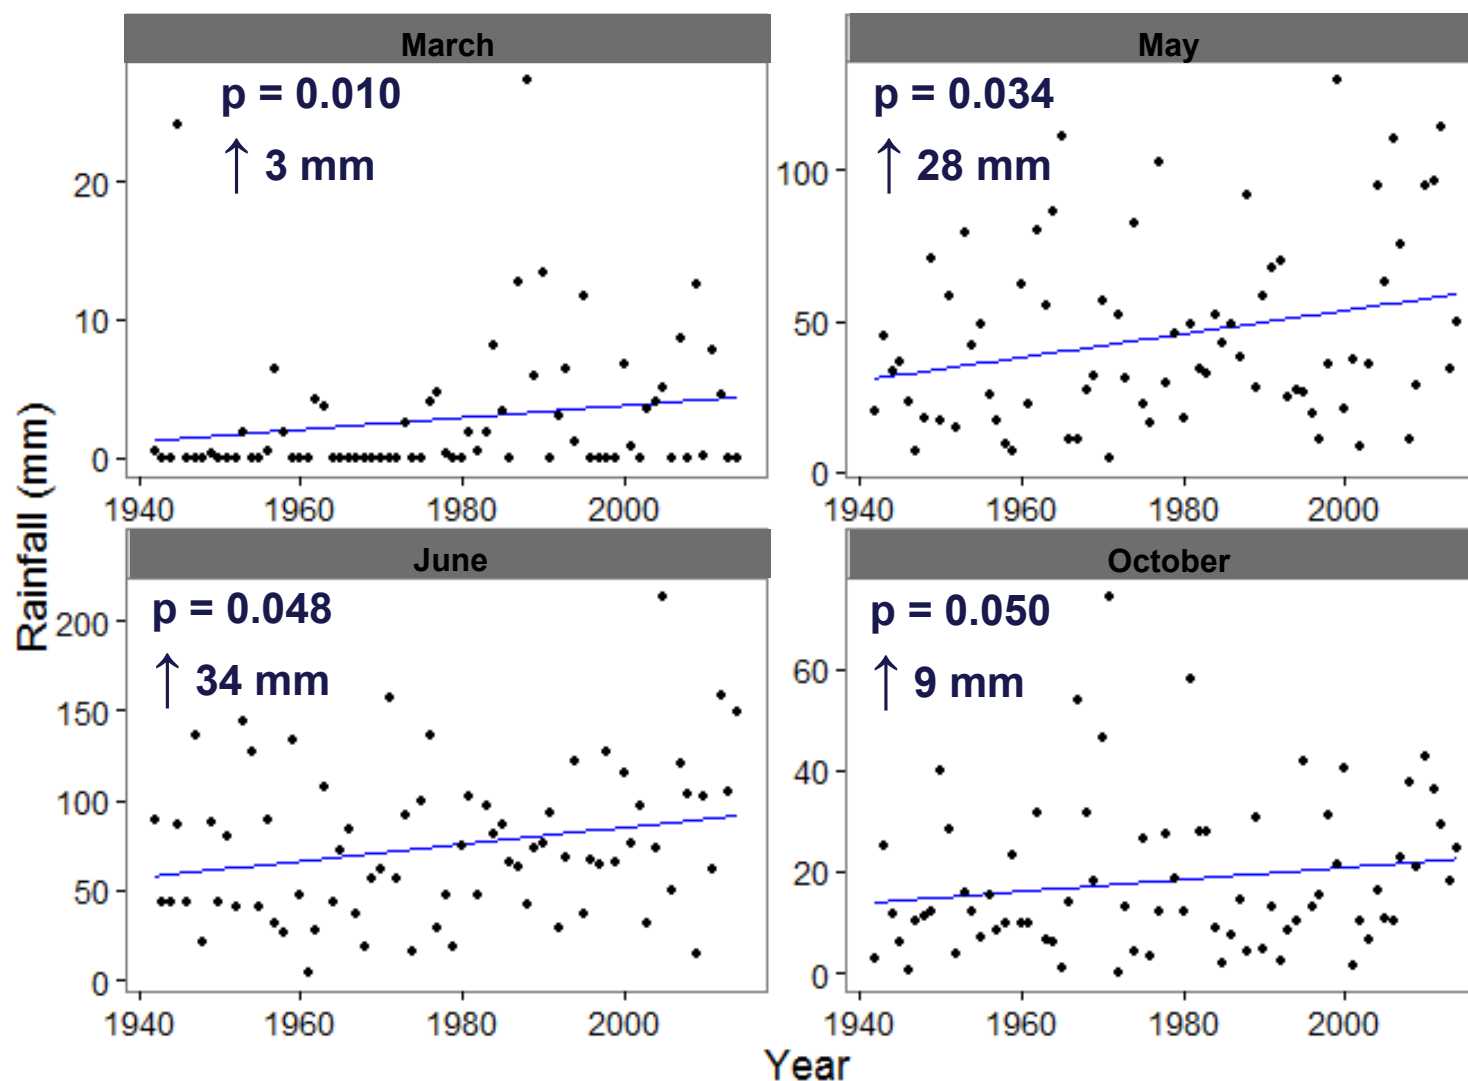 March
p = 0.010
↑ 3 mm
20
10
0
1940 1960 1980 2000
May
p = 0.034
↑ 28 mm
100
50
0
1940 1960 1980 2000
Rainfall (mm)
June
p = 0.048
↑ 34 mm
200
150
100
50
0
1940 1960 1980 2000
October
p = 0.050
↑ 9 mm
60
40
20
0
1940 1960 1980 2000
Year